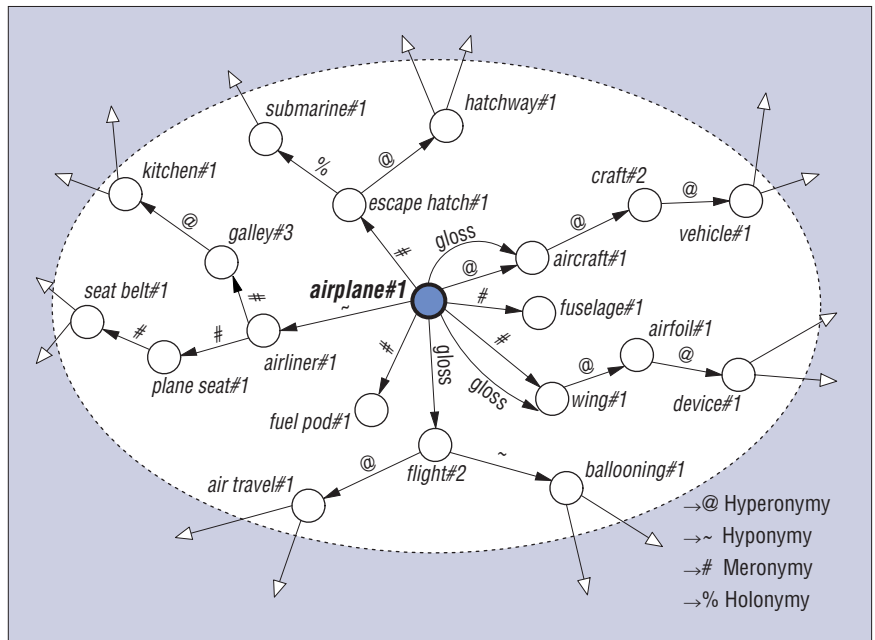 submarine#1
hatchway#1
%
@
kitchen#1
escape hatch#1
craft#2
@
vehicle#1
@
@
galley#3
#
gloss
@
aircraft#1
seat belt#1
#
airplane#1
~
#
fuselage#1
#
#
plane seat#1
airliner#1
#
gloss
#
gloss
airfoil#1
@
@
wing#1
device#1
fuel pod#1
air travel#1
@
flight#2
~
ballooning#1
→@ Hyperonymy
→~ Hyponymy
→# Meronymy
→% Holonymy